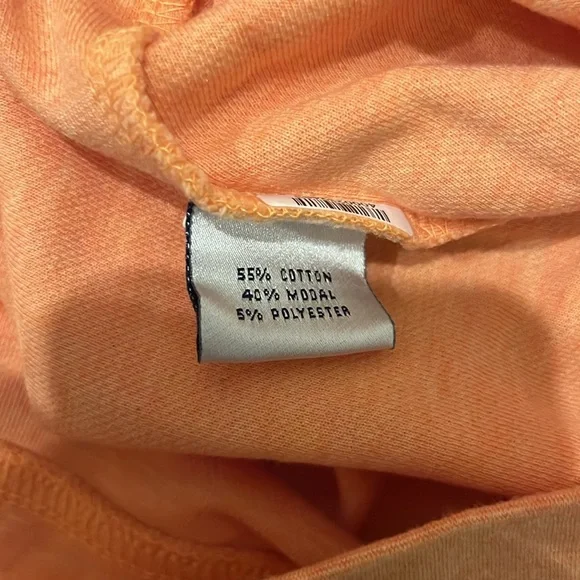 55% COTTON
40% MODAL
5% POLYESTER